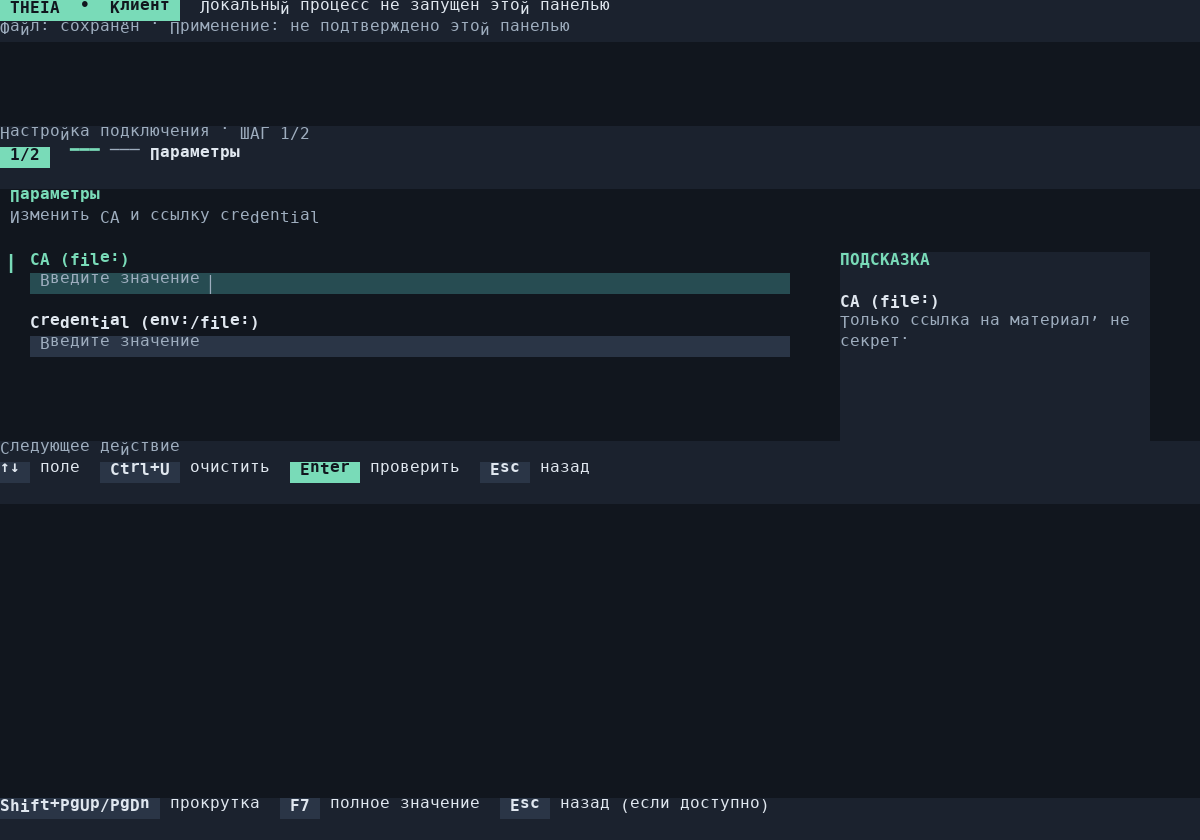 THEIA • Клиент Локальный процесс не запущен этой панелью
Файл: сохранён · Применение: не подтверждено этой панелью
Настройка подключения · ШАГ 1/2
1/2 ━━━ ─── Параметры
Параметры
Изменить CA и ссылку credential
CA (file:)
Введите значение
Credential (env:/file:)
Введите значение
ПОДСКАЗКА
CA (file:)
Только ссылка на материал, не
секрет.
Следующее действие
↑↓ поле Ctrl+U очистить Enter проверить Esc назад
Shift+PgUp/PgDn прокрутка F7 полное значение Esc назад (если доступно)